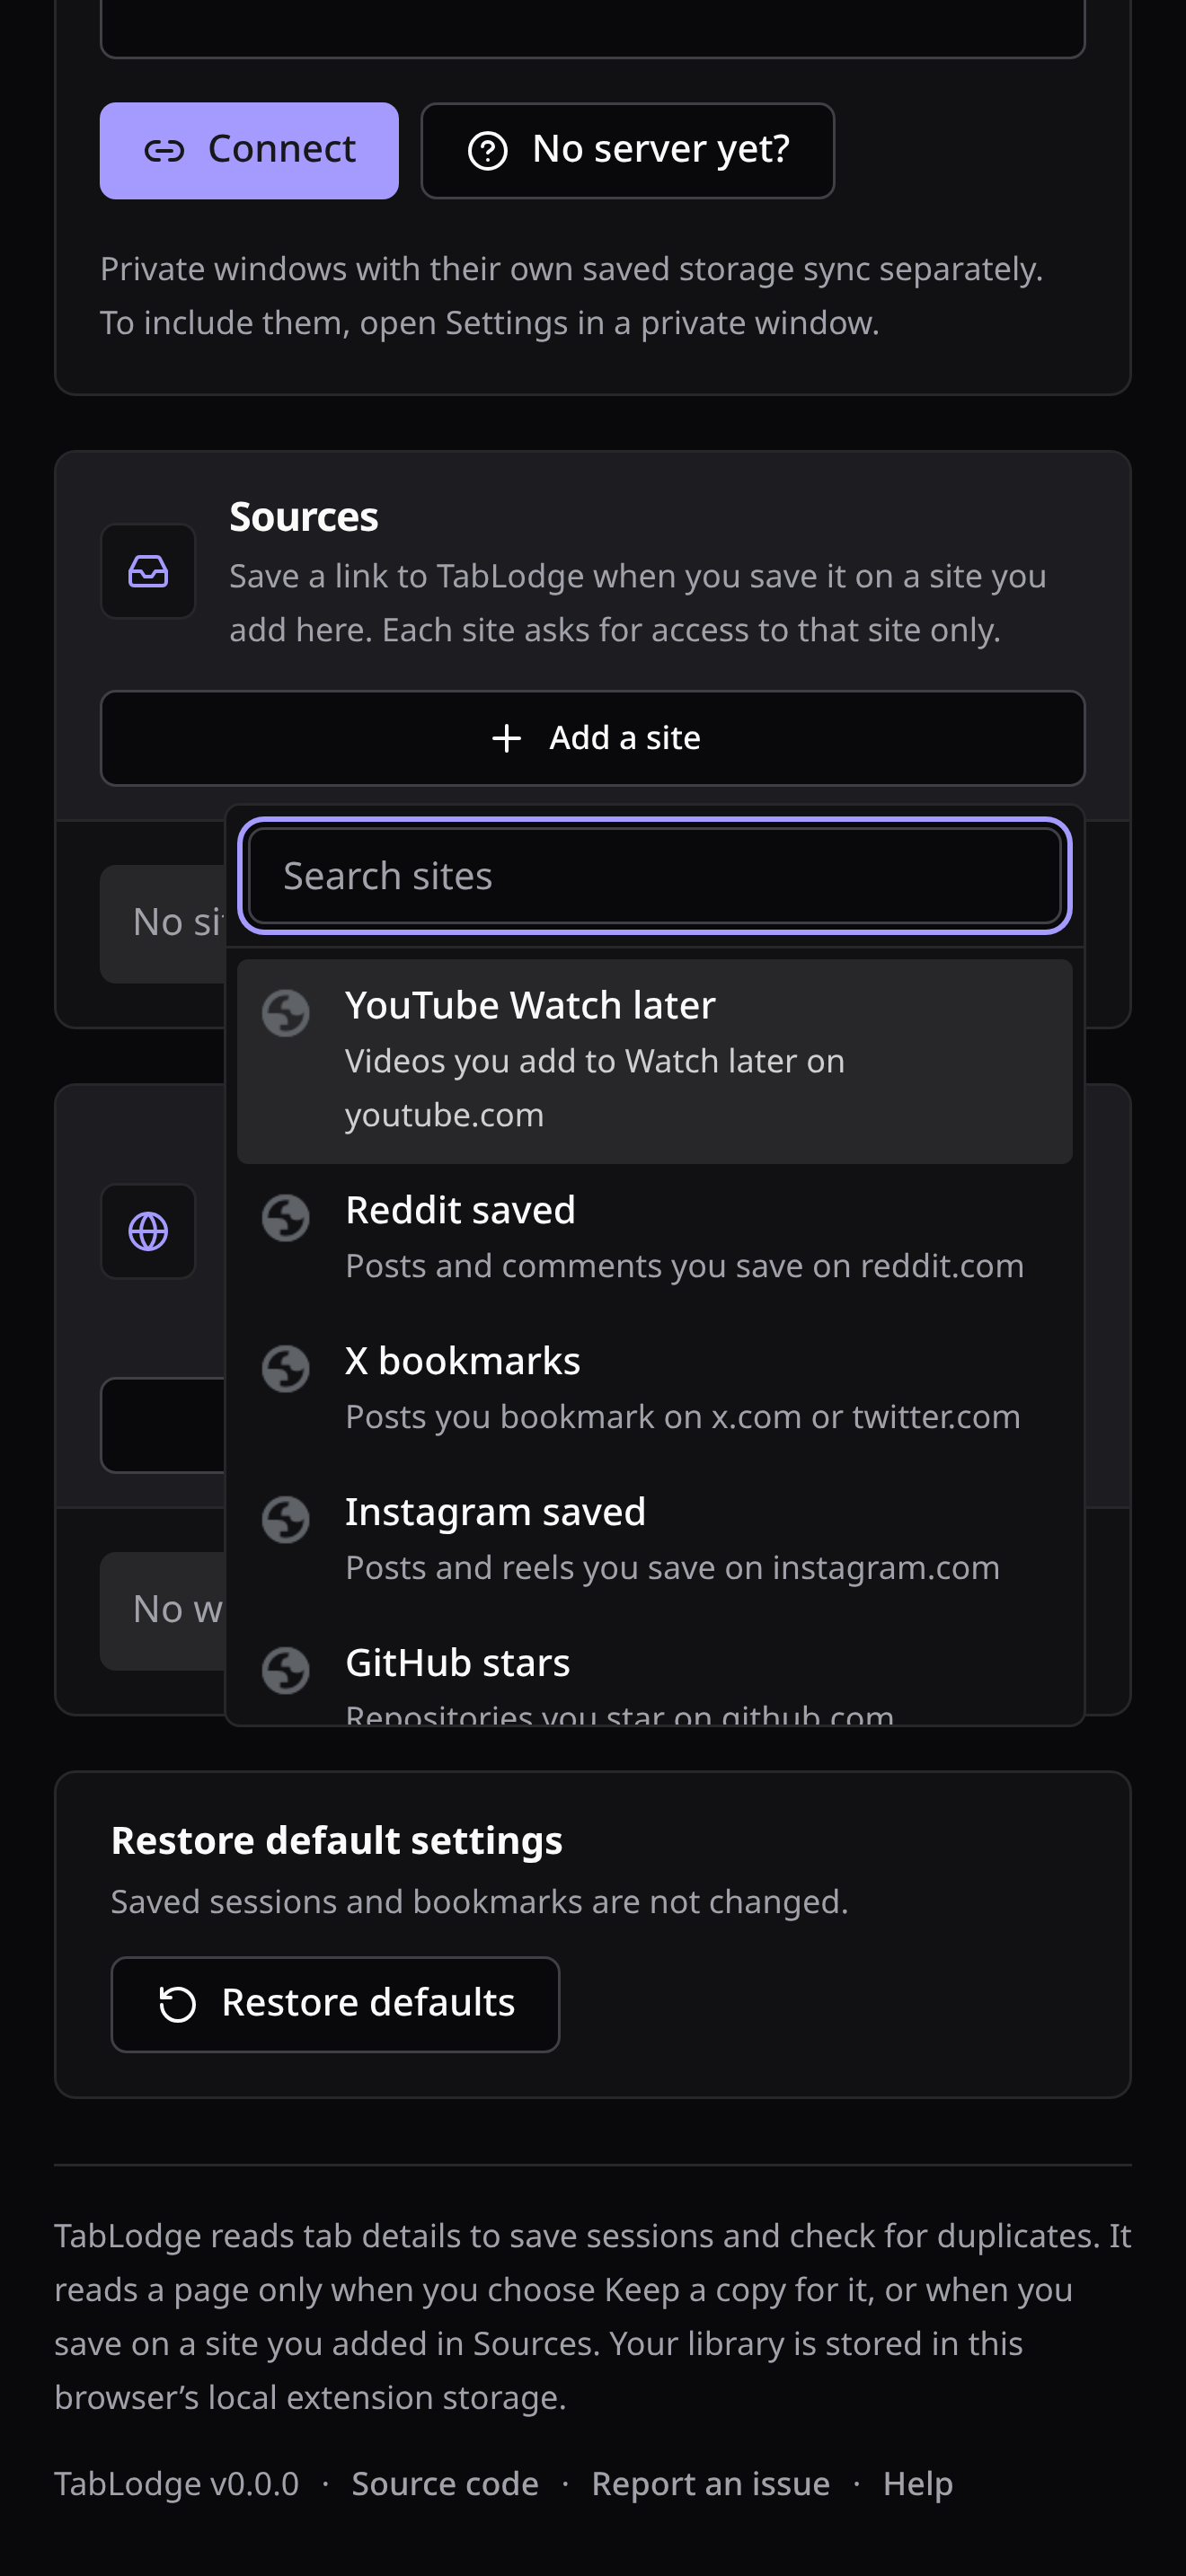 Connect
No server yet?
Private windows with their own saved storage sync separately.
To include them, open Settings in a private window.
Sources
Save a link to TabLodge when you save it on a site you
add here. Each site asks for access to that site only.
Add a site
Search sites
No
YouTube Watch later
Videos you add to Watch later on
youtube.com
Reddit saved
Posts and comments you save on reddit.com
X bookmarks
Posts you bookmark on x.com or twitter.com
Instagram saved
Posts and reels you save on instagram.com
No
GitHub stars
Repositories you star on github.com
Restore default settings
Saved sessions and bookmarks are not changed.
Restore defaults
TabLodge reads tab details to save sessions and check for duplicates. It
reads a page only when you choose Keep a copy for it, or when you
save on a site you added in Sources. Your library is stored in this
browser’s local extension storage.
TabLodge v0.0.0 · Source code · Report an issue · Help